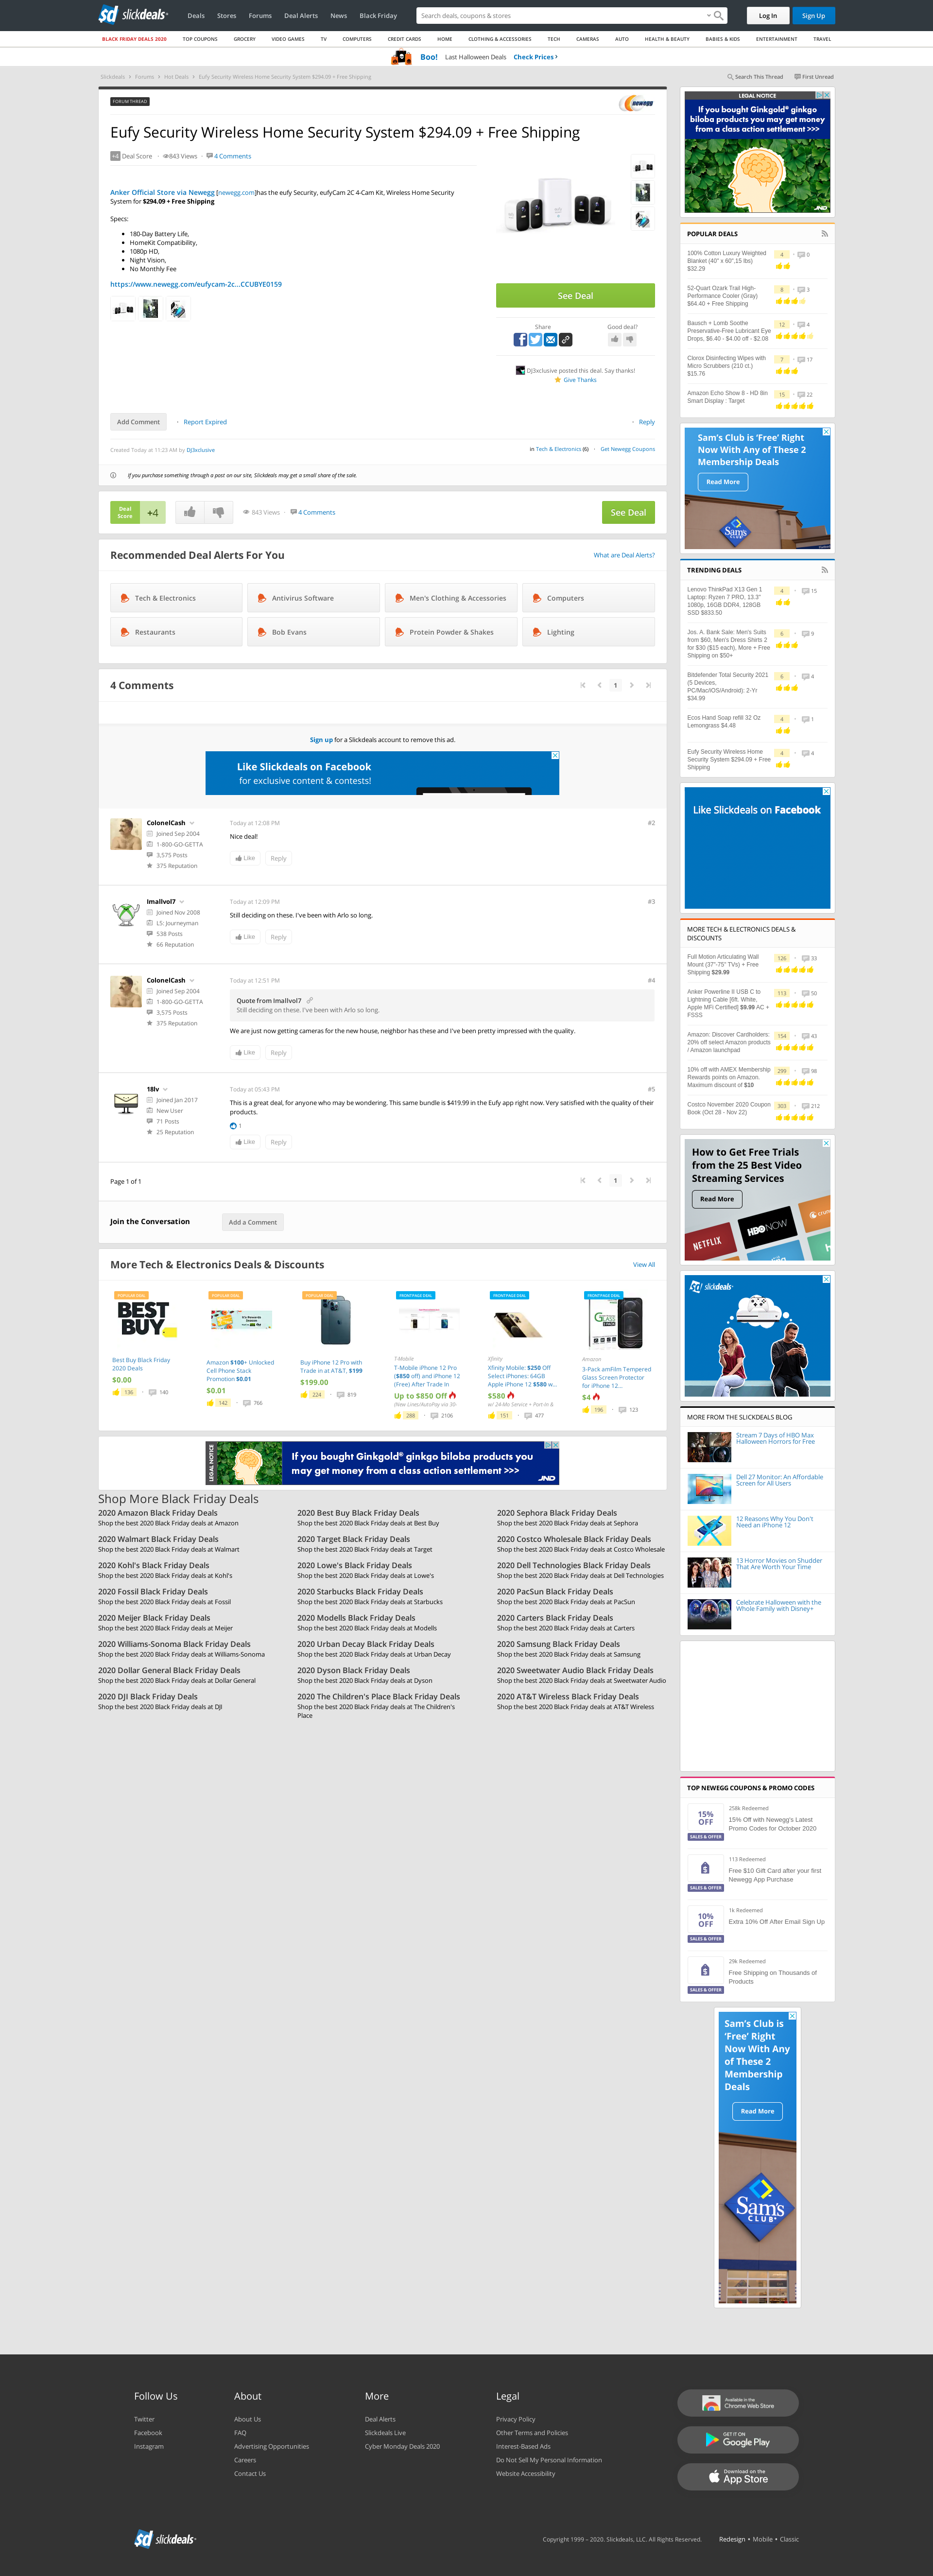 slickdeals
Deals Stores Forums Deal Alerts News Black Friday
Search deals, coupons & stores
Log In Sign Up
BLACK FRIDAY DEALS 2020 TOP COUPONS GROCERY VIDEO GAMES TV COMPUTERS CREDIT CARDS HOME CLOTHING & ACCESSORIES TECH CAMERAS AUTO HEALTH & BEAUTY BABIES & KIDS ENTERTAINMENT TRAVEL
Boo! Last Halloween Deals Check Prices ›
Slickdeals › Forums › Hot Deals › Eufy Security Wireless Home Security System $294.09 + Free Shipping
Search This Thread First Unread
FORUM THREAD
newegg
Eufy Security Wireless Home Security System $294.09 + Free Shipping
+4 Deal Score · 843 Views · 4 Comments
Anker Official Store via Newegg [newegg.com]has the eufy Security, eufyCam 2C 4-Cam Kit, Wireless Home Security
System for $294.09 + Free Shipping
Specs:
• 180-Day Battery Life,
• HomeKit Compatibility,
• 1080p HD,
• Night Vision,
• No Monthly Fee
https://www.newegg.com/eufycam-2c...CCUBYE0159
See Deal
Share Good deal?
DJ3xclusive posted this deal. Say thanks!
Give Thanks
Add Comment · Report Expired · Reply
Created Today at 11:23 AM by DJ3xclusive
in Tech & Electronics (6) · Get Newegg Coupons
If you purchase something through a post on our site, Slickdeals may get a small share of the sale.
Deal
Score
+4
843 Views · 4 Comments
See Deal
Recommended Deal Alerts For You
What are Deal Alerts?
Tech & Electronics
Antivirus Software
Men's Clothing & Accessories
Computers
Restaurants
Bob Evans
Protein Powder & Shakes
Lighting
4 Comments
1
Sign up for a Slickdeals account to remove this ad.
Like Slickdeals on Facebook
for exclusive content & contests!
ColonelCash
Joined Sep 2004
1-800-GO-GETTA
3,575 Posts
375 Reputation
Today at 12:08 PM
#2
Nice deal!
Like Reply
Imallvol7
Joined Nov 2008
L5: Journeyman
538 Posts
66 Reputation
Today at 12:09 PM
#3
Still deciding on these. I've been with Arlo so long.
Like Reply
ColonelCash
Joined Sep 2004
1-800-GO-GETTA
3,575 Posts
375 Reputation
Today at 12:51 PM
#4
Quote from Imallvol7
Still deciding on these. I've been with Arlo so long.
We are just now getting cameras for the new house, neighbor has these and I've been pretty impressed with the quality.
Like Reply
18lv
Joined Jan 2017
New User
71 Posts
25 Reputation
Today at 05:43 PM
#5
This is a great deal, for anyone who may be wondering. This same bundle is $419.99 in the Eufy app right now. Very satisfied with the quality of their
products.
1
Like Reply
Page 1 of 1
1
Join the Conversation
Add a Comment
More Tech & Electronics Deals & Discounts
View All
POPULAR DEAL
BEST
BUY
Best Buy Black Friday
2020 Deals
$0.00
136 · 140
POPULAR DEAL
Amazon $100+ Unlocked
Cell Phone Stack
Promotion $0.01
$0.01
142 · 766
POPULAR DEAL
Buy iPhone 12 Pro with
Trade in at AT&T, $199
$199.00
224 · 819
FRONTPAGE DEAL
T-Mobile
T-Mobile iPhone 12 Pro
($850 off) and iPhone 12
(Free) After Trade In
Up to $850 Off
(New Lines/AutoPay via 30-
288 · 2106
FRONTPAGE DEAL
Xfinity
Xfinity Mobile: $250 Off
Select iPhones: 64GB
Apple iPhone 12 $580 w...
$580
w/ 24-Mo Service + Port-In &
151 · 477
FRONTPAGE DEAL
GLASS
Amazon
3-Pack amFilm Tempered
Glass Screen Protector
for iPhone 12...
$4
196 · 123
LEGAL NOTICE
If you bought Ginkgold® ginkgo biloba products you
may get money from a class action settlement >>>
JND
Shop More Black Friday Deals
2020 Amazon Black Friday Deals
Shop the best 2020 Black Friday deals at Amazon
2020 Best Buy Black Friday Deals
Shop the best 2020 Black Friday deals at Best Buy
2020 Sephora Black Friday Deals
Shop the best 2020 Black Friday deals at Sephora
2020 Walmart Black Friday Deals
Shop the best 2020 Black Friday deals at Walmart
2020 Target Black Friday Deals
Shop the best 2020 Black Friday deals at Target
2020 Costco Wholesale Black Friday Deals
Shop the best 2020 Black Friday deals at Costco Wholesale
2020 Kohl's Black Friday Deals
Shop the best 2020 Black Friday deals at Kohl's
2020 Lowe's Black Friday Deals
Shop the best 2020 Black Friday deals at Lowe's
2020 Dell Technologies Black Friday Deals
Shop the best 2020 Black Friday deals at Dell Technologies
2020 Fossil Black Friday Deals
Shop the best 2020 Black Friday deals at Fossil
2020 Starbucks Black Friday Deals
Shop the best 2020 Black Friday deals at Starbucks
2020 PacSun Black Friday Deals
Shop the best 2020 Black Friday deals at PacSun
2020 Meijer Black Friday Deals
Shop the best 2020 Black Friday deals at Meijer
2020 Modells Black Friday Deals
Shop the best 2020 Black Friday deals at Modells
2020 Carters Black Friday Deals
Shop the best 2020 Black Friday deals at Carters
2020 Williams-Sonoma Black Friday Deals
Shop the best 2020 Black Friday deals at Williams-Sonoma
2020 Urban Decay Black Friday Deals
Shop the best 2020 Black Friday deals at Urban Decay
2020 Samsung Black Friday Deals
Shop the best 2020 Black Friday deals at Samsung
2020 Dollar General Black Friday Deals
Shop the best 2020 Black Friday deals at Dollar General
2020 Dyson Black Friday Deals
Shop the best 2020 Black Friday deals at Dyson
2020 Sweetwater Audio Black Friday Deals
Shop the best 2020 Black Friday deals at Sweetwater Audio
2020 DJI Black Friday Deals
Shop the best 2020 Black Friday deals at DJI
2020 The Children's Place Black Friday Deals
Shop the best 2020 Black Friday deals at The Children's
Place
2020 AT&T Wireless Black Friday Deals
Shop the best 2020 Black Friday deals at AT&T Wireless
LEGAL NOTICE
If you bought Ginkgold® ginkgo
biloba products you may get money
from a class action settlement >>>
JND
POPULAR DEALS
100% Cotton Luxury Weighted
Blanket (40" x 60",15 lbs)
$32.29
4 · 0
52-Quart Ozark Trail High-
Performance Cooler (Gray)
$64.40 + Free Shipping
8 · 3
Bausch + Lomb Soothe
Preservative-Free Lubricant Eye
Drops, $6.40 - $4.00 off - $2.08
12 · 4
Clorox Disinfecting Wipes with
Micro Scrubbers (210 ct.)
$15.76
7 · 17
Amazon Echo Show 8 - HD 8in
Smart Display : Target
15 · 22
Sam's Club is 'Free' Right
Now With Any of These 2
Membership Deals
Read More
Sam's
CLUB
TRENDING DEALS
Lenovo ThinkPad X13 Gen 1
Laptop: Ryzen 7 PRO, 13.3"
1080p, 16GB DDR4, 128GB
SSD $833.50
4 · 15
Jos. A. Bank Sale: Men's Suits
from $60, Men's Dress Shirts 2
for $30 ($15 each), More + Free
Shipping on $50+
6 · 9
Bitdefender Total Security 2021
(5 Devices,
PC/Mac/iOS/Android): 2-Yr
$34.99
6 · 4
Ecos Hand Soap refill 32 Oz
Lemongrass $4.48
4 · 1
Eufy Security Wireless Home
Security System $294.09 + Free
Shipping
4 · 4
Like Slickdeals on Facebook
MORE TECH & ELECTRONICS DEALS &
DISCOUNTS
Full Motion Articulating Wall
Mount (37"-75" TVs) + Free
Shipping $29.99
126 · 33
Anker Powerline II USB C to
Lightning Cable [6ft, White,
Apple MFi Certified] $9.99 AC +
FSSS
113 · 50
Amazon: Discover Cardholders:
20% off select Amazon products
/ Amazon launchpad
154 · 43
10% off with AMEX Membership
Rewards points on Amazon.
Maximum discount of $10
299 · 98
Costco November 2020 Coupon
Book (Oct 28 - Nov 22)
303 · 212
How to Get Free Trials
from the 25 Best Video
Streaming Services
Read More
NETFLIX HBO NOW
slickdeals
MORE FROM THE SLICKDEALS BLOG
Stream 7 Days of HBO Max
Halloween Horrors for Free
Dell 27 Monitor: An Affordable
Screen for All Users
12 Reasons Why You Don't
Need an iPhone 12
13 Horror Movies on Shudder
That Are Worth Your Time
Celebrate Halloween with the
Whole Family with Disney+
TOP NEWEGG COUPONS & PROMO CODES
15%
OFF
SALES & OFFER
258k Redeemed
15% Off with Newegg's Latest
Promo Codes for October 2020
SALES & OFFER
113 Redeemed
Free $10 Gift Card after your first
Newegg App Purchase
10%
OFF
SALES & OFFER
1k Redeemed
Extra 10% Off After Email Sign Up
SALES & OFFER
29k Redeemed
Free Shipping on Thousands of
Products
Sam's Club is
'Free' Right
Now With Any
of These 2
Membership
Deals
Read More
Sam's
CLUB
Follow Us
Twitter
Facebook
Instagram
About
About Us
FAQ
Advertising Opportunities
Careers
Contact Us
More
Deal Alerts
Slickdeals Live
Cyber Monday Deals 2020
Legal
Privacy Policy
Other Terms and Policies
Interest-Based Ads
Do Not Sell My Personal Information
Website Accessibility
Available in the
Chrome Web Store
GET IT ON
Google Play
Download on the
App Store
slickdeals
Copyright 1999 - 2020. Slickdeals, LLC. All Rights Reserved. Redesign • Mobile • Classic